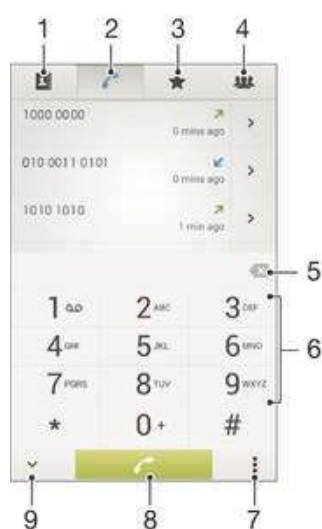 1 2 3 4
1000 0000
0 mins ago
010 0011 0101
0 mins ago
1010 1010
1 min ago
5
1 2 ABC 3 DEF
4 GHI 5 JKL 6 MNO
6
7 PQRS 8 TUV 9 WXYZ
* 0 + #
9 8 7